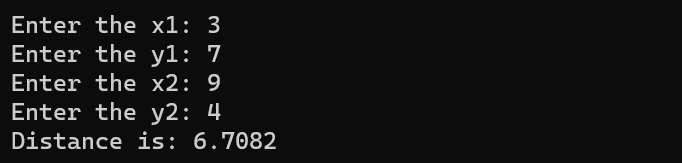 Enter the x1: 3
Enter the y1: 7
Enter the x2: 9
Enter the y2: 4
Distance is: 6.7082